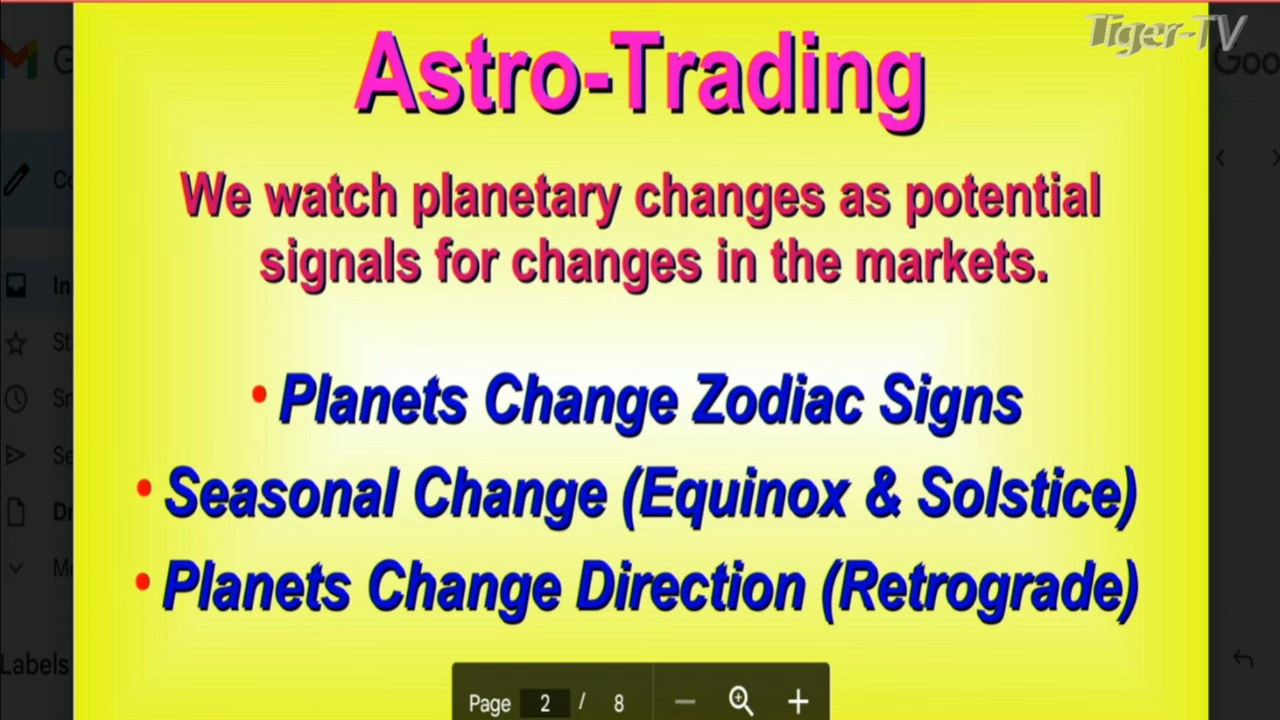 Tiger-TV
Astro-Trading
We watch planetary changes as potential
signals for changes in the markets.
• Planets Change Zodiac Signs
• Seasonal Change (Equinox & Solstice)
• Planets Change Direction (Retrograde)
Labels
Page 2 / 8